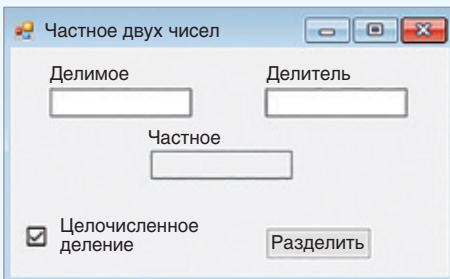 Частное двух чисел
Делимое
Делитель
Частное
Целочисленное
деление
Разделить